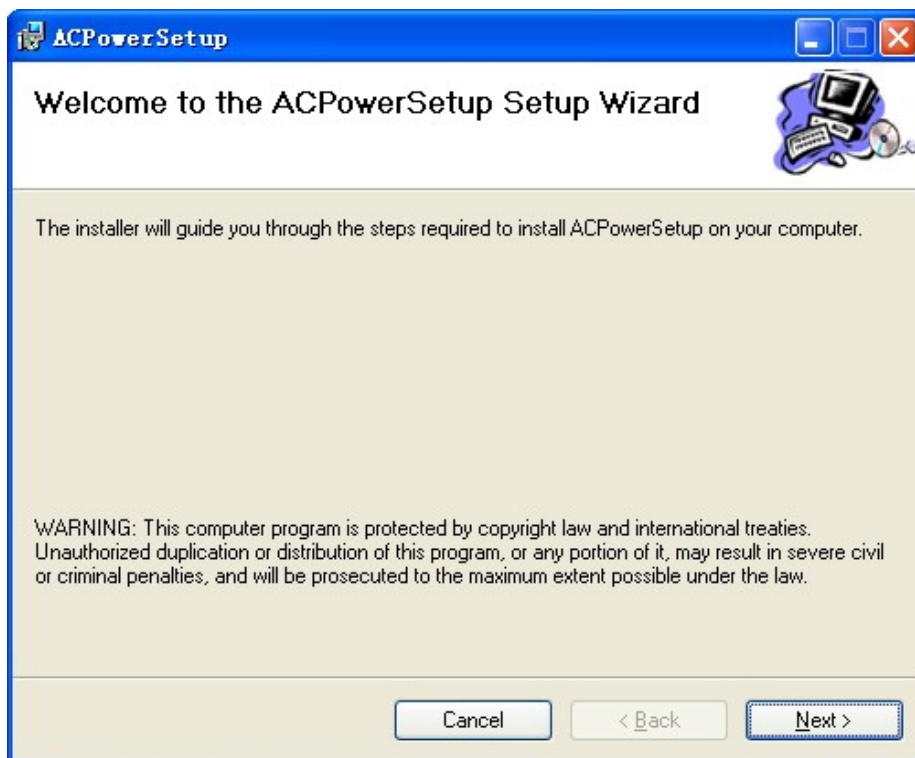 ACPowerSetup
Welcome to the ACPowerSetup Setup Wizard
The installer will guide you through the steps required to install ACPowerSetup on your computer.
WARNING: This computer program is protected by copyright law and international treaties.
Unauthorized duplication or distribution of this program, or any portion of it, may result in severe civil
or criminal penalties, and will be prosecuted to the maximum extent possible under the law.
Cancel
< Back
Next >